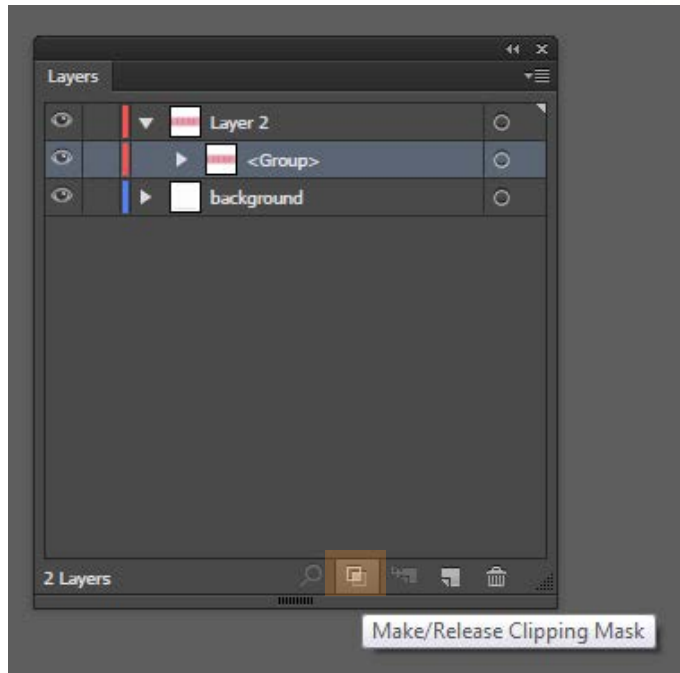 Layers
Layer 2
<Group>
background
2 Layers
Make/Release Clipping Mask